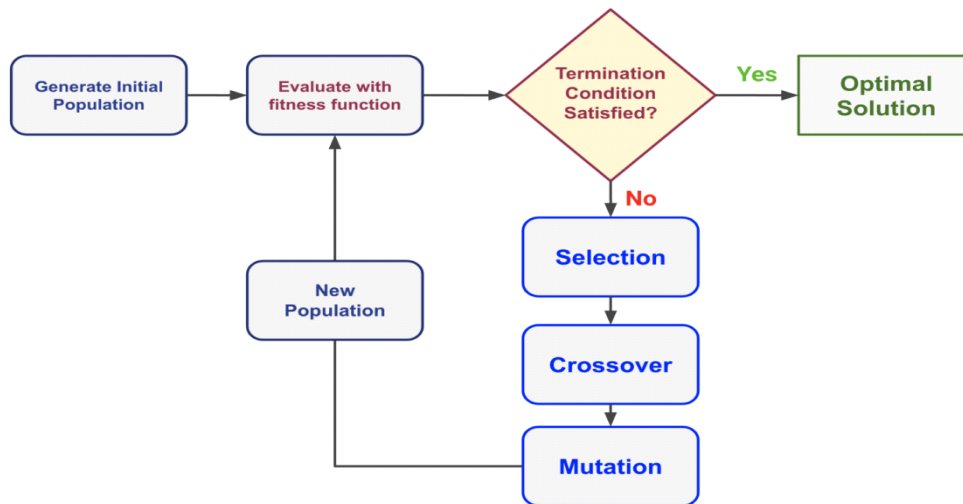 Generate Initial
Population
Evaluate with
fitness function
Termination
Condition
Satisfied?
Yes
Optimal
Solution
No
Selection
New
Population
Crossover
Mutation